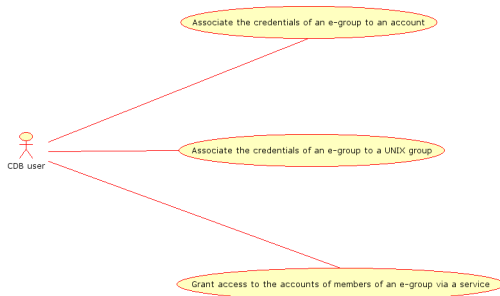 Associate the credentials of an e-group to an account
Associate the credentials of an e-group to a UNIX group
CDB user
Grant access to the accounts of members of an e-group via a service